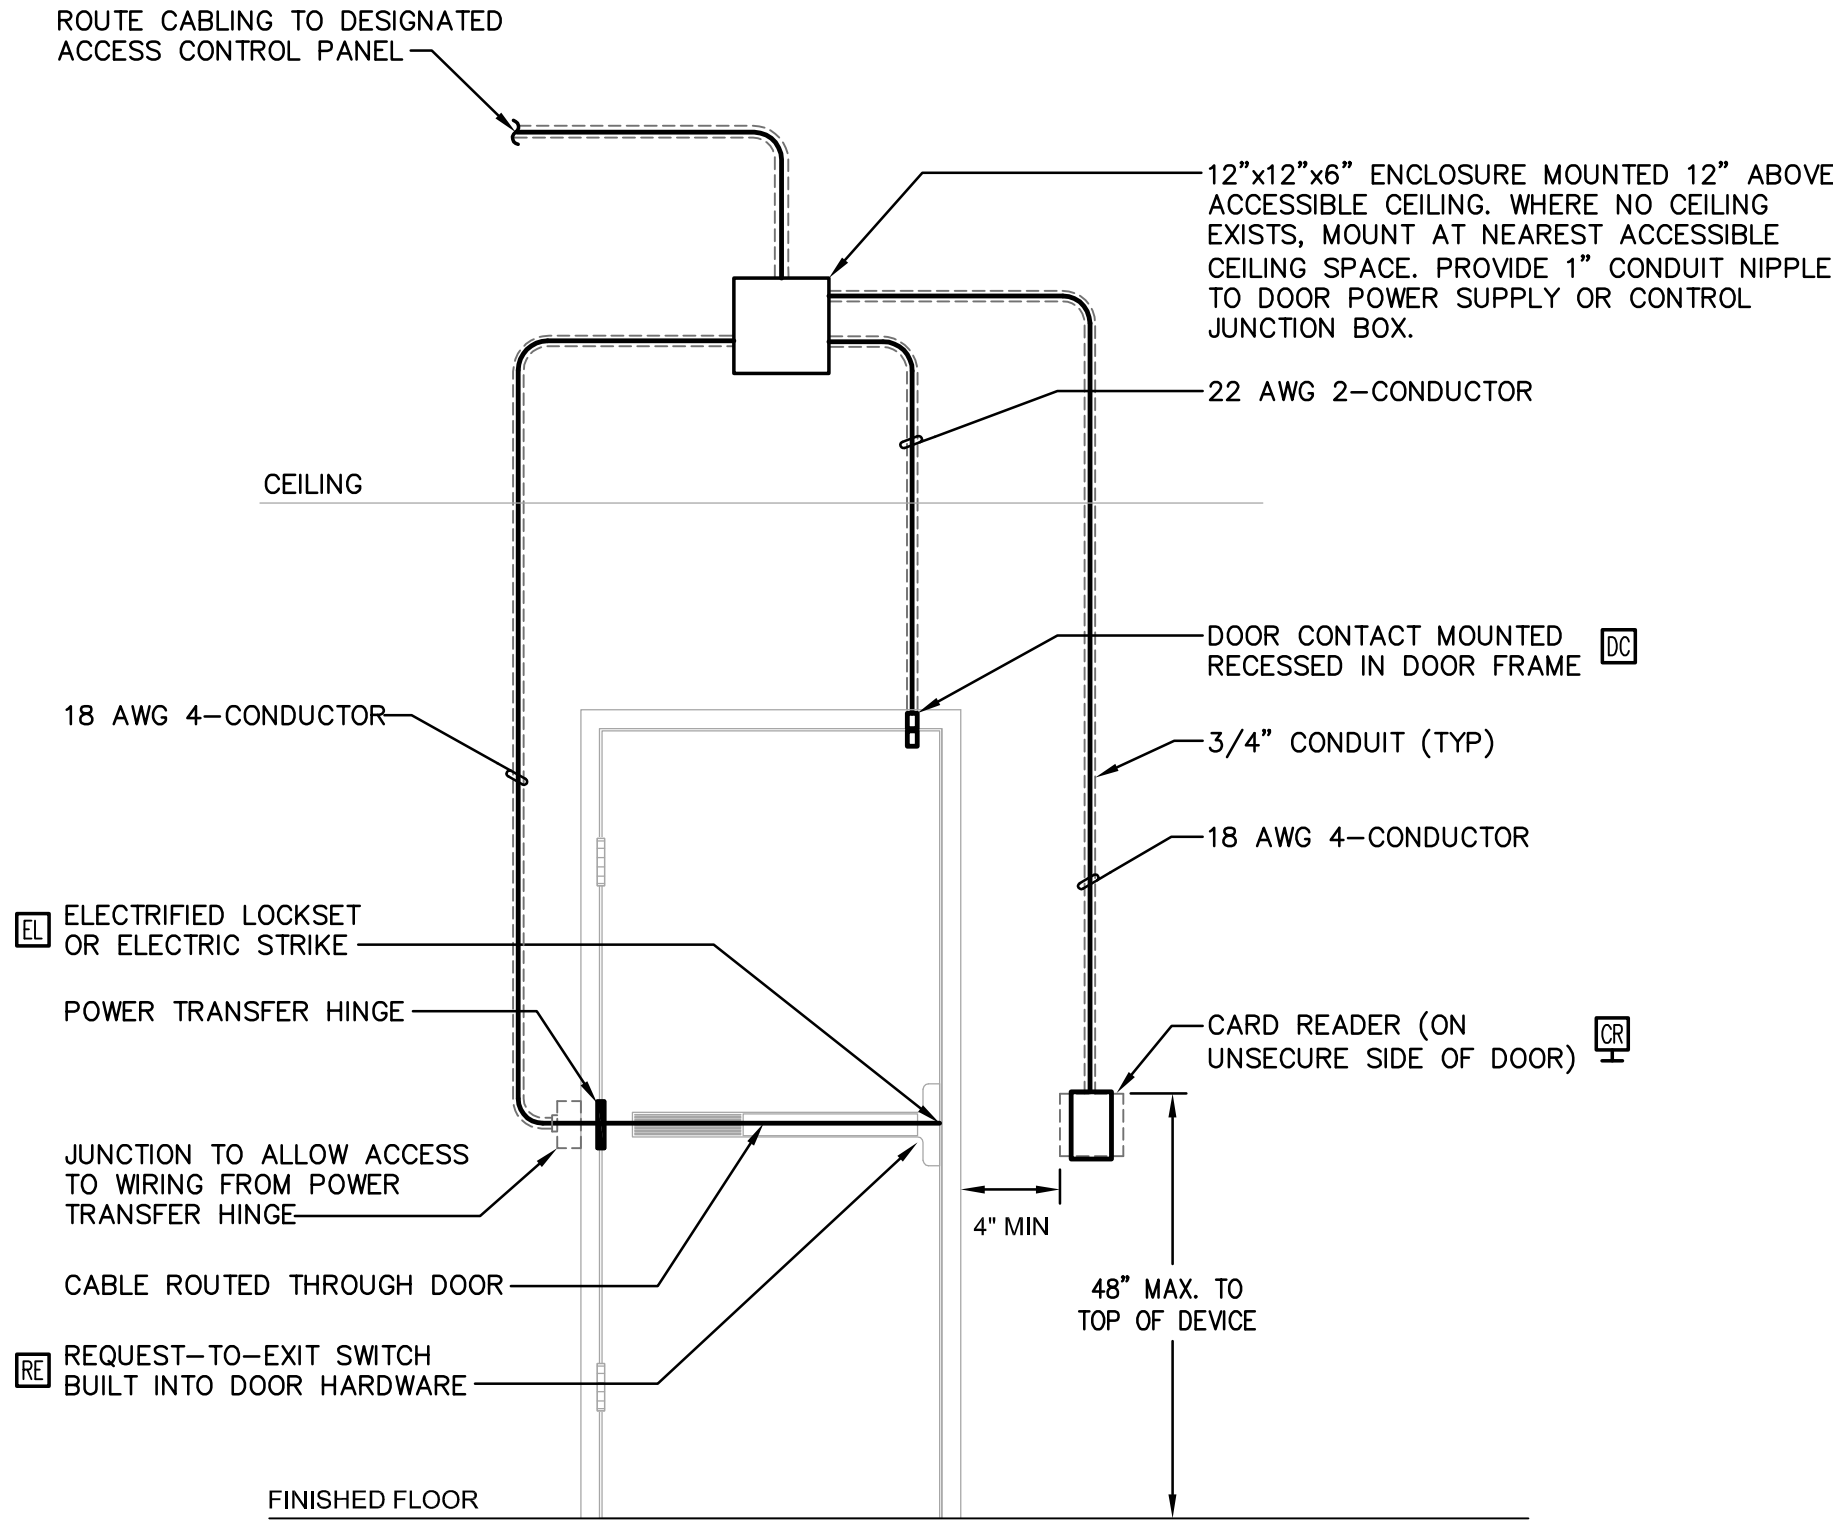 ROUTE CABLING TO DESIGNATED
ACCESS CONTROL PANEL
12”x12”x6” ENCLOSURE MOUNTED 12” ABOVE
ACCESSIBLE CEILING. WHERE NO CEILING
EXISTS, MOUNT AT NEAREST ACCESSIBLE
CEILING SPACE. PROVIDE 1” CONDUIT NIPPLE
TO DOOR POWER SUPPLY OR CONTROL
JUNCTION BOX.
22 AWG 2-CONDUCTOR
CEILING
DOOR CONTACT MOUNTED
RECESSED IN DOOR FRAME
DC
18 AWG 4-CONDUCTOR
3/4” CONDUIT (TYP)
18 AWG 4-CONDUCTOR
EL
ELECTRIFIED LOCKSET
OR ELECTRIC STRIKE
POWER TRANSFER HINGE
CARD READER (ON
UNSECURE SIDE OF DOOR)
CR
JUNCTION TO ALLOW ACCESS
TO WIRING FROM POWER
TRANSFER HINGE
4" MIN
CABLE ROUTED THROUGH DOOR
48” MAX. TO
TOP OF DEVICE
RE
REQUEST-TO-EXIT SWITCH
BUILT INTO DOOR HARDWARE
FINISHED FLOOR